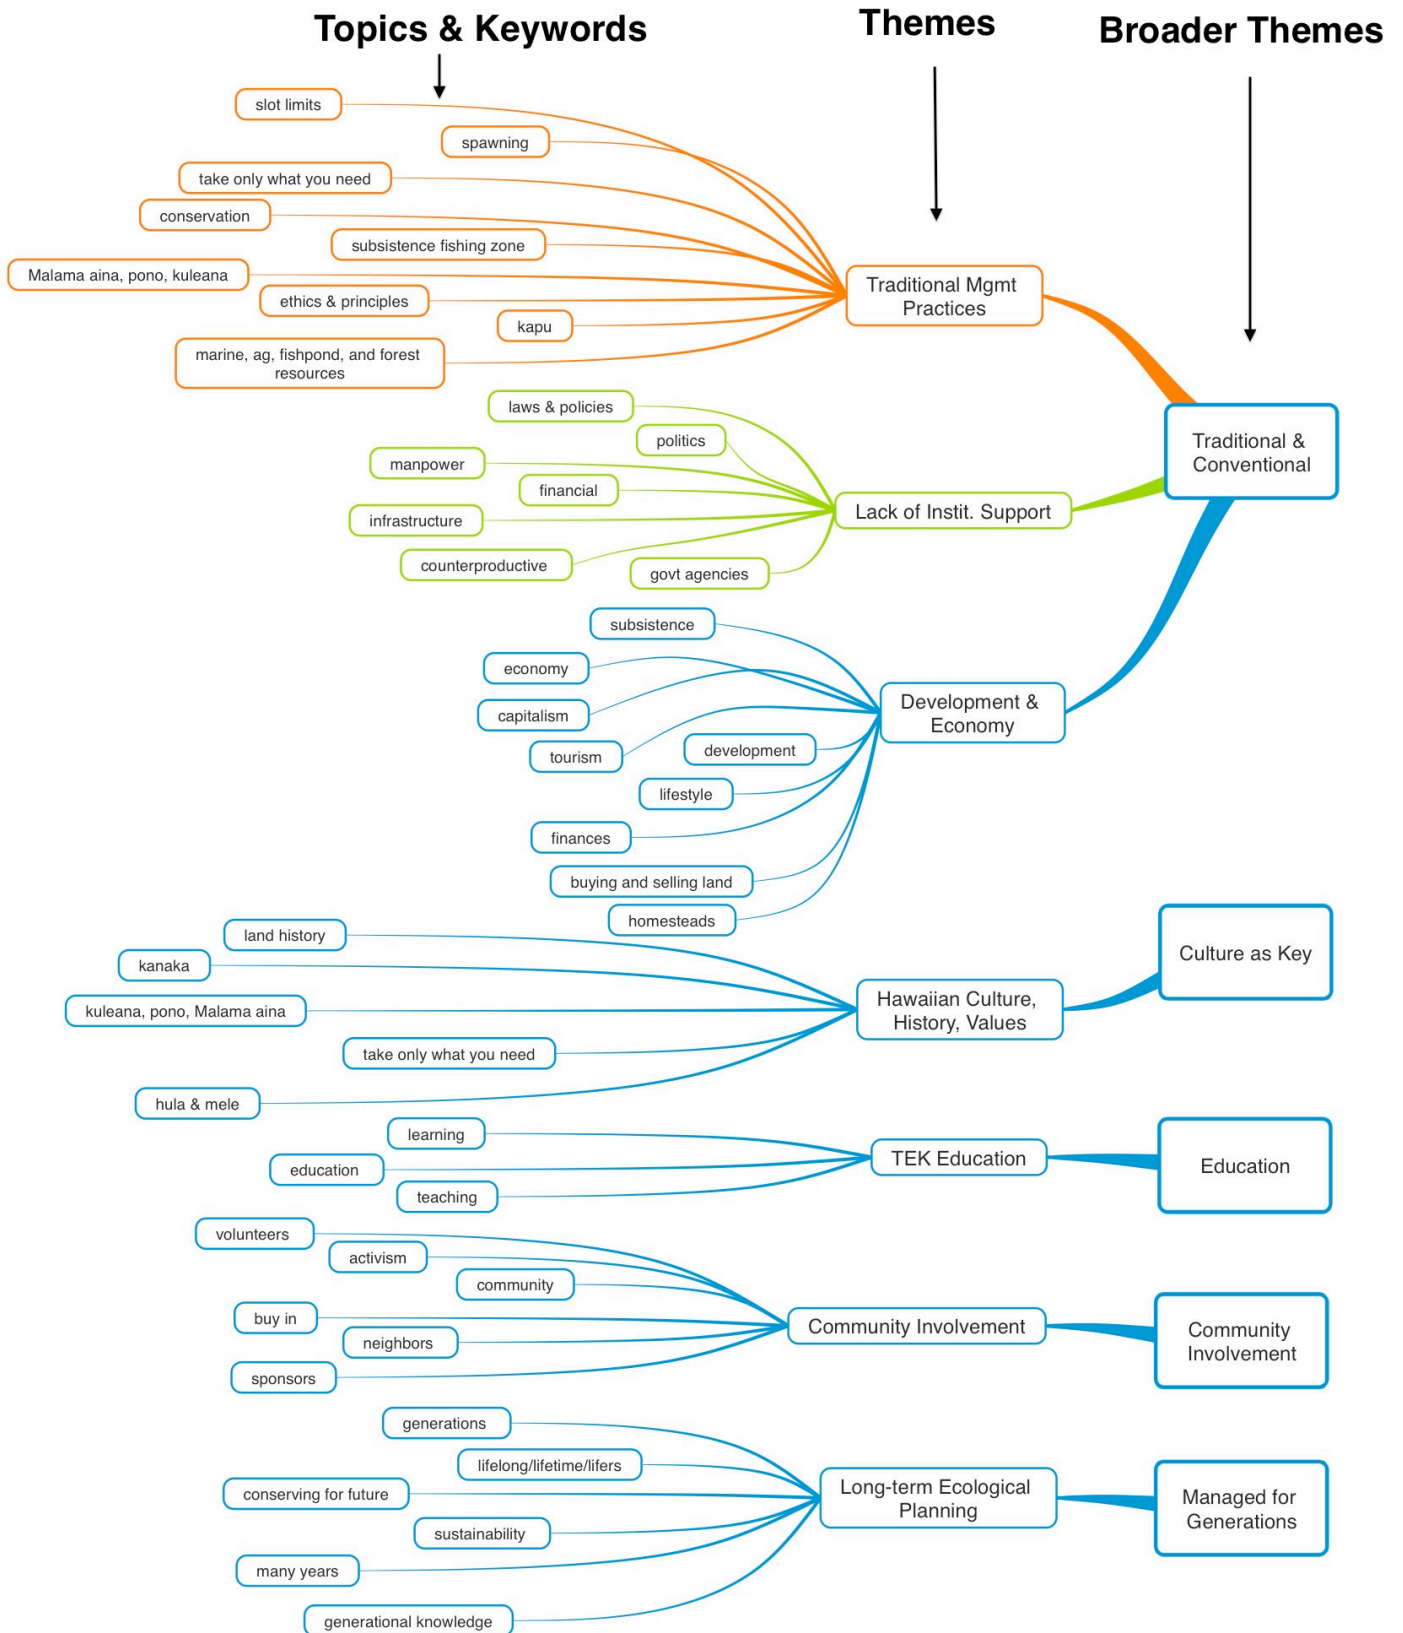 Topics & Keywords
Themes
Broader Themes
slot limits
spawning
take only what you need
conservation
subsistence fishing zone
Malama aina, pono, kuleana
ethics & principles
kapu
marine, ag, fishpond, and forest
resources
Traditional Mgmt
Practices
laws & policies
politics
manpower
financial
infrastructure
counterproductive
govt agencies
Lack of Instit. Support
Traditional &
Conventional
subsistence
economy
capitalism
tourism
development
lifestyle
finances
buying and selling land
homesteads
Development &
Economy
land history
kanaka
kuleana, pono, Malama aina
take only what you need
hula & mele
Hawaiian Culture,
History, Values
Culture as Key
learning
education
teaching
TEK Education
Education
volunteers
activism
community
buy in
neighbors
sponsors
Community Involvement
Community
Involvement
generations
lifelong/lifetime/lifers
conserving for future
sustainability
many years
generational knowledge
Long-term Ecological
Planning
Managed for
Generations